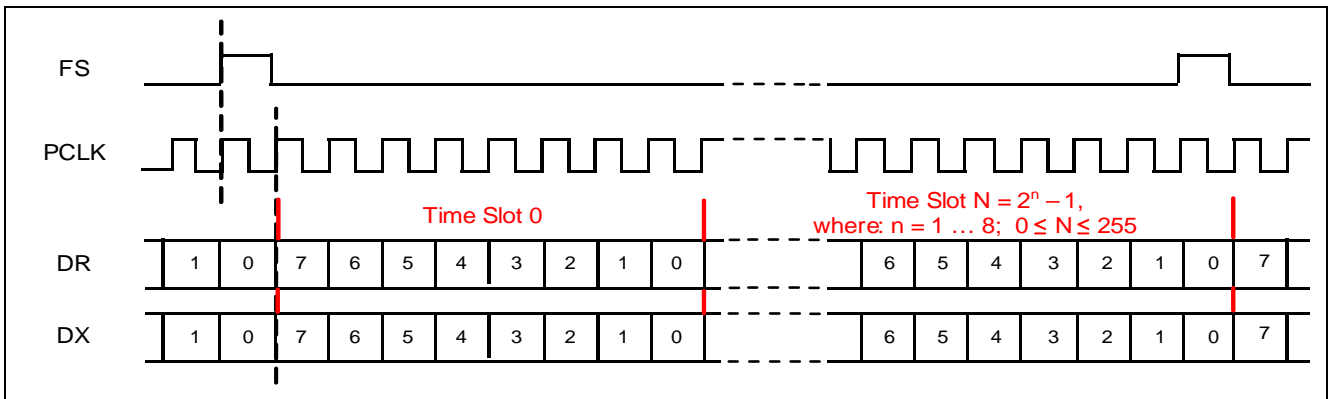 FS
PCLK
Time Slot 0
Time Slot N = 2ⁿ – 1,
where: n = 1 … 8; 0 ≤ N ≤ 255
DR 1 0 7 6 5 4 3 2 1 0 6 5 4 3 2 1 0 7
DX 1 0 7 6 5 4 3 2 1 0 6 5 4 3 2 1 0 7